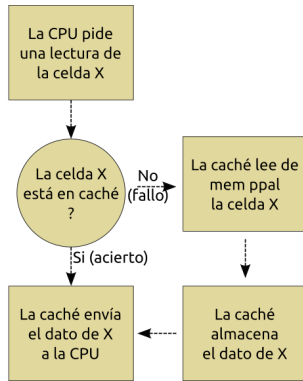 La CPU pide
una lectura de
la celda X
La celda X
está en caché
?
No
(fallo)
La caché lee de
mem ppal
la celda X
Si (acierto)
La caché envía
el dato de X
a la CPU
La caché
almacena
el dato de X